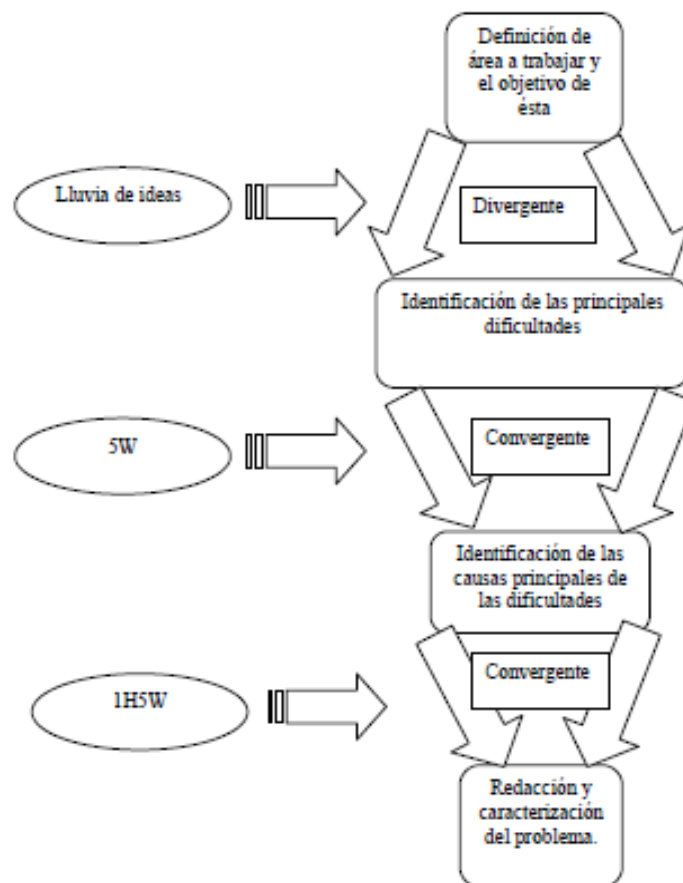 Definición de
área a trabajar y
el objetivo de
ésta
Lluvia de ideas
Divergente
Identificación de las principales
dificultades
5W
Convergente
Identificación de las
causas principales de
las dificultades
1H5W
Convergente
Redacción y
caracterización
del problema.